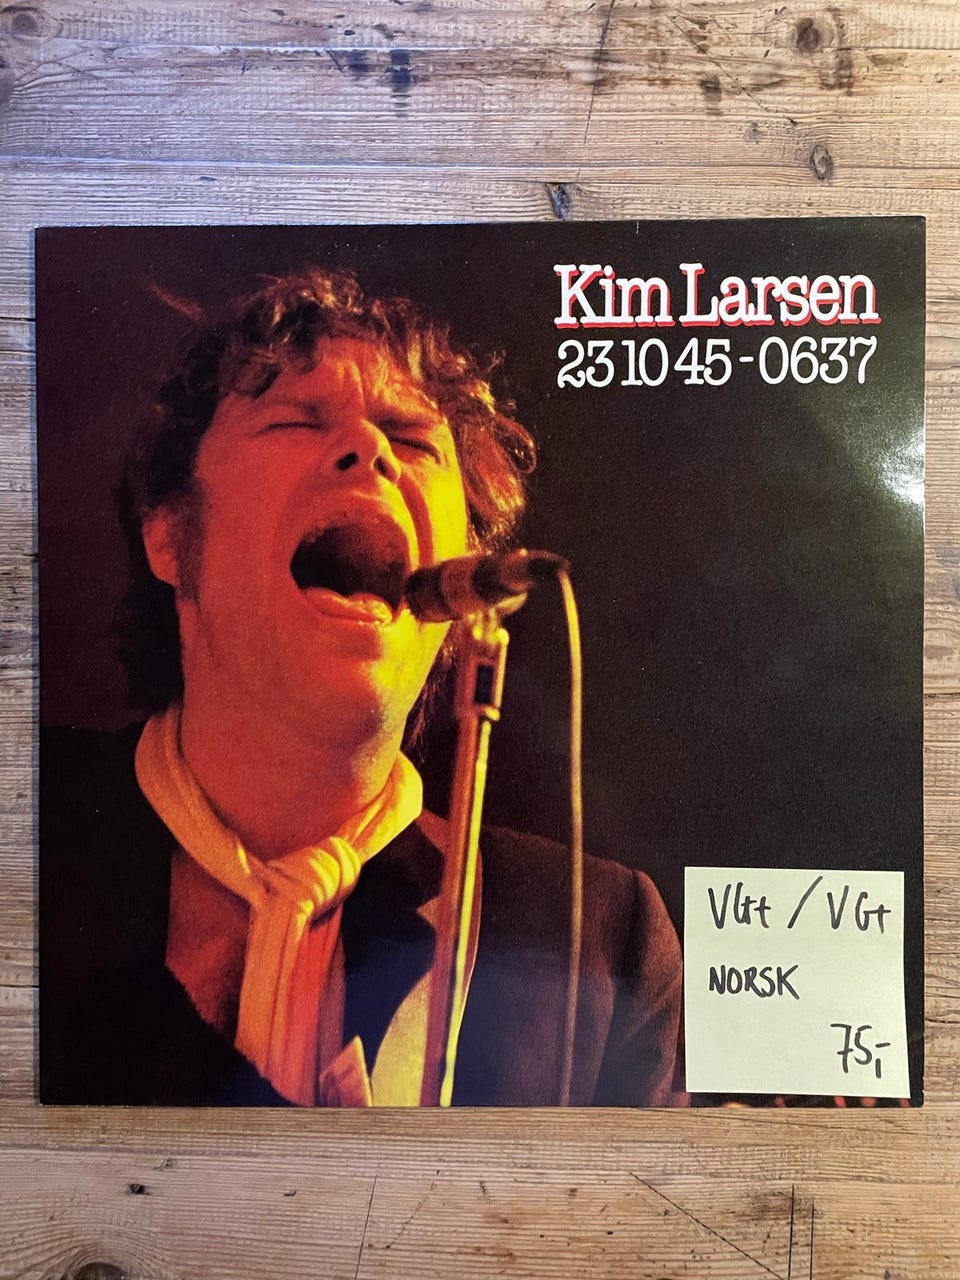 Kim Larsen
23 10 45 - 0637
VG+ / VG+
NORSK
75,-